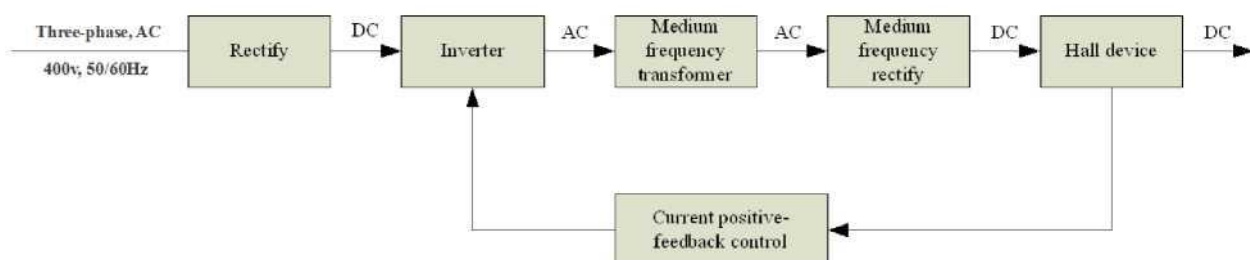 Three-phase, AC
400v, 50/60Hz
Rectify
DC
Inverter
AC
Medium
frequency
transformer
AC
Medium
frequency
rectify
DC
Hall device
DC
Current positive-
feedback control